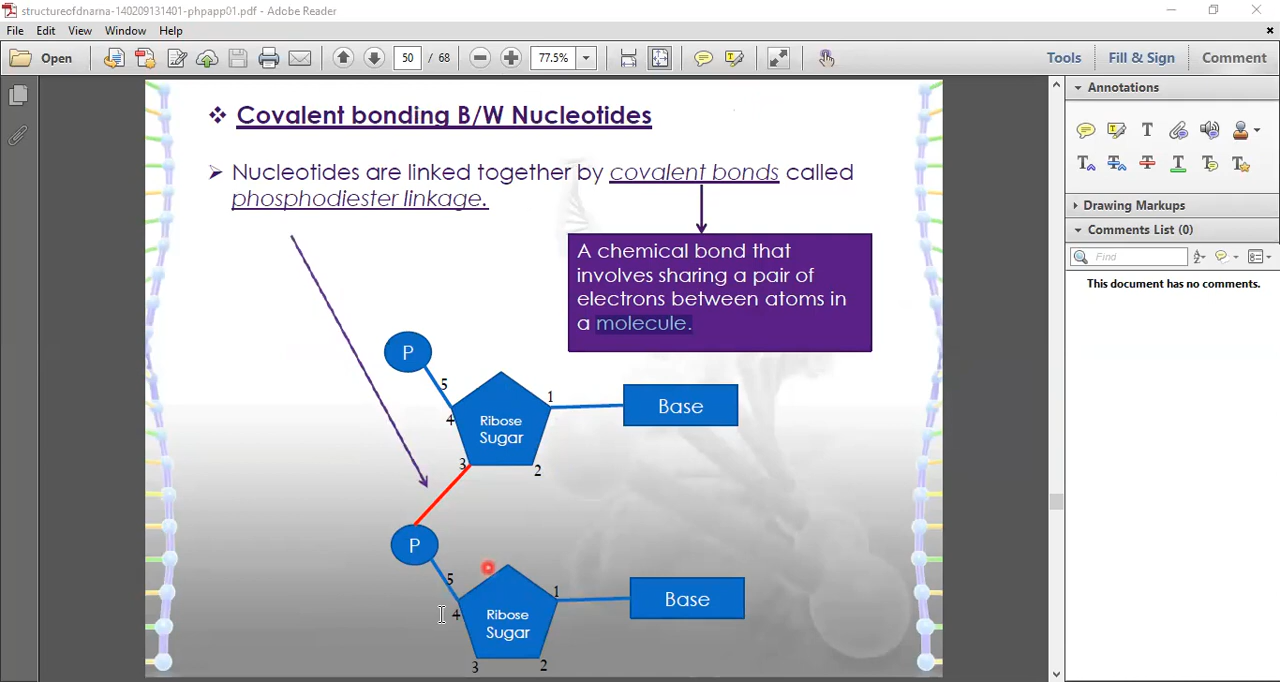 structureofdnarna-140209131401-phpapp01.pdf - Adobe Reader
File Edit View Window Help
Open 50 / 68 77.5% Tools Fill & Sign Comment
Annotations
Drawing Markups
Comments List (0)
Find
This document has no comments.
❖ Covalent bonding B/W Nucleotides
➢ Nucleotides are linked together by covalent bonds called
phosphodiester linkage.
A chemical bond that
involves sharing a pair of
electrons between atoms in
a molecule.
P
5
1
4
Ribose
Sugar
Base
3
2
P
5
1
4
Ribose
Sugar
Base
3
2